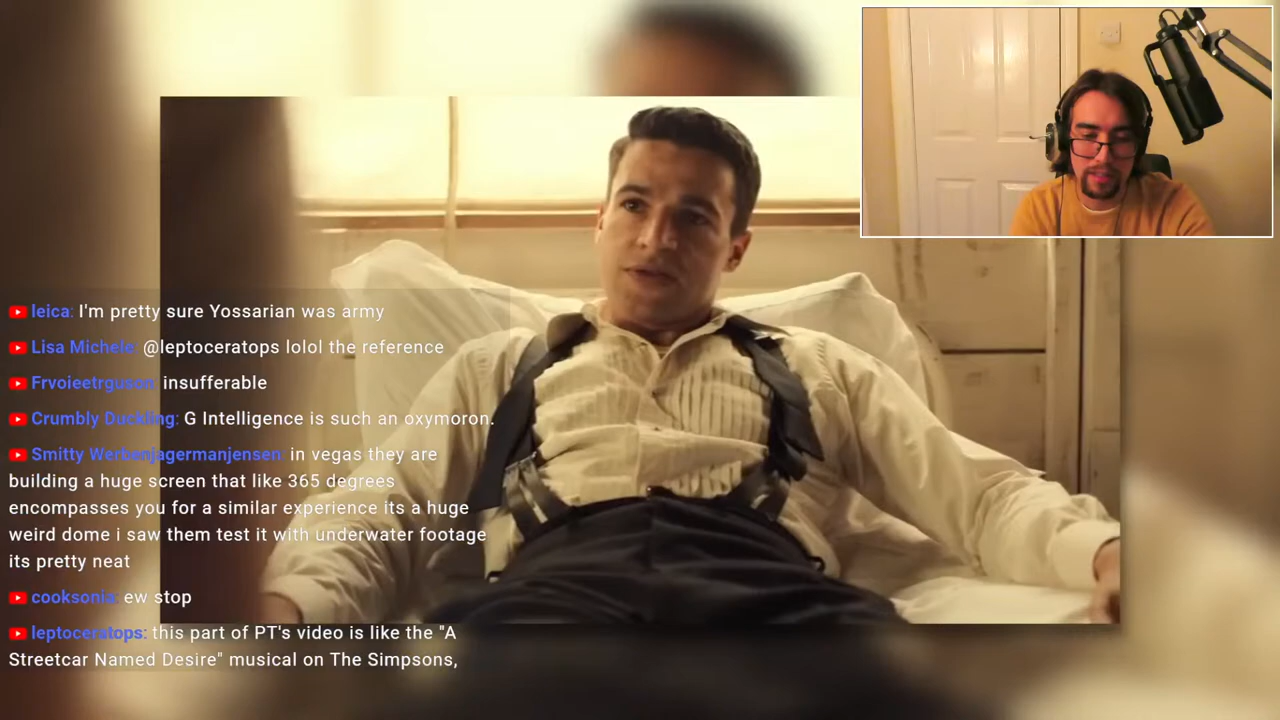 leica: I'm pretty sure Yossarian was army
Lisa Michele: @leptoceratops lolol the reference
Frvoieetrguson: insufferable
Crumbly Duckling: G Intelligence is such an oxymoron.
Smitty Werbenjagermanjensen: in vegas they are
building a huge screen that like 365 degrees
encompasses you for a similar experience its a huge
weird dome i saw them test it with underwater footage
its pretty neat
cooksonia: ew stop
leptoceratops: this part of PT's video is like the "A
Streetcar Named Desire" musical on The Simpsons,